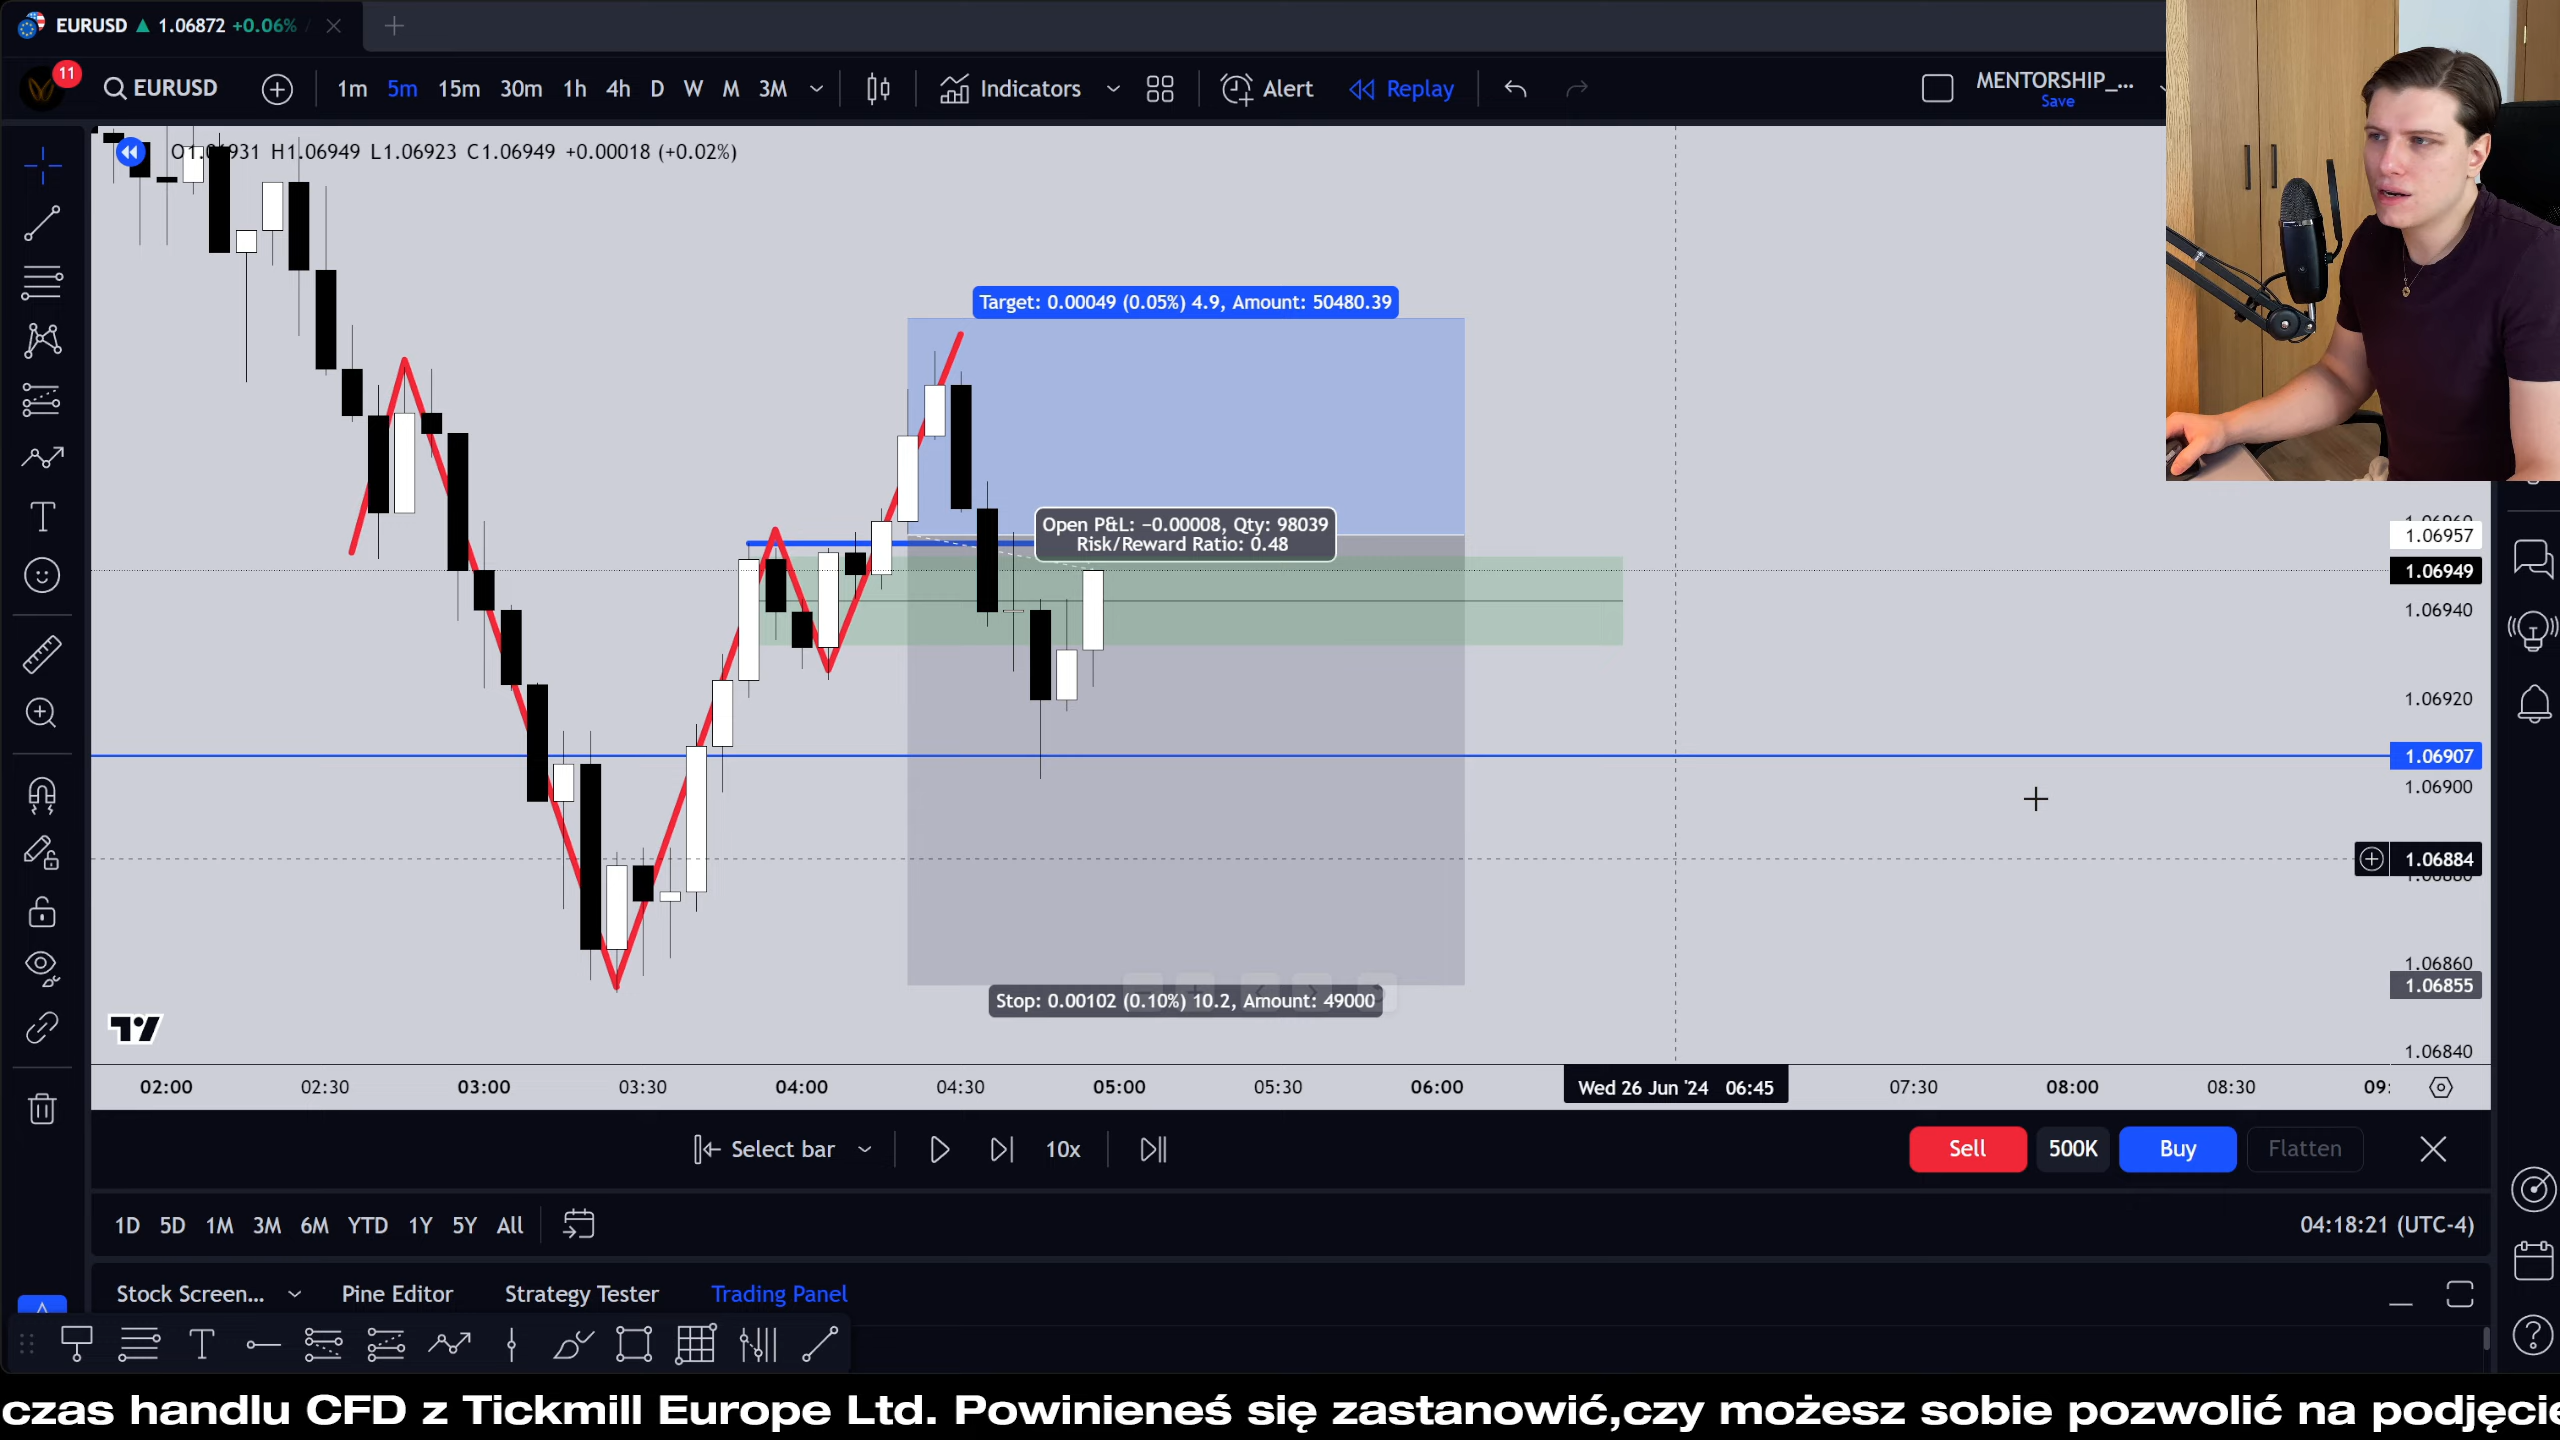 EURUSD 1.06872 +0.06%
11
EURUSD 1m 5m 15m 30m 1h 4h D W M 3M Indicators Alert Replay MENTORSHIP_...
Save
O1.06931 H1.06949 L1.06923 C1.06949 +0.00018 (+0.02%)
Target: 0.00049 (0.05%) 4.9, Amount: 50480.39
Open P&L: −0.00008, Qty: 98039
Risk/Reward Ratio: 0.48
Stop: 0.00102 (0.10%) 10.2, Amount: 49000
1.06957
1.06949
1.06940
1.06920
1.06907
1.06900
1.06884
1.06860
1.06855
1.06840
02:00 02:30 03:00 03:30 04:00 04:30 05:00 05:30 06:00 Wed 26 Jun '24 06:45 07:30 08:00 08:30 09:
Select bar 10x Sell 500K Buy Flatten
1D 5D 1M 3M 6M YTD 1Y 5Y All 04:18:21 (UTC-4)
Stock Screen... Pine Editor Strategy Tester Trading Panel
czas handlu CFD z Tickmill Europe Ltd. Powinieneś się zastanowić,czy możesz sobie pozwolić na podjęcie